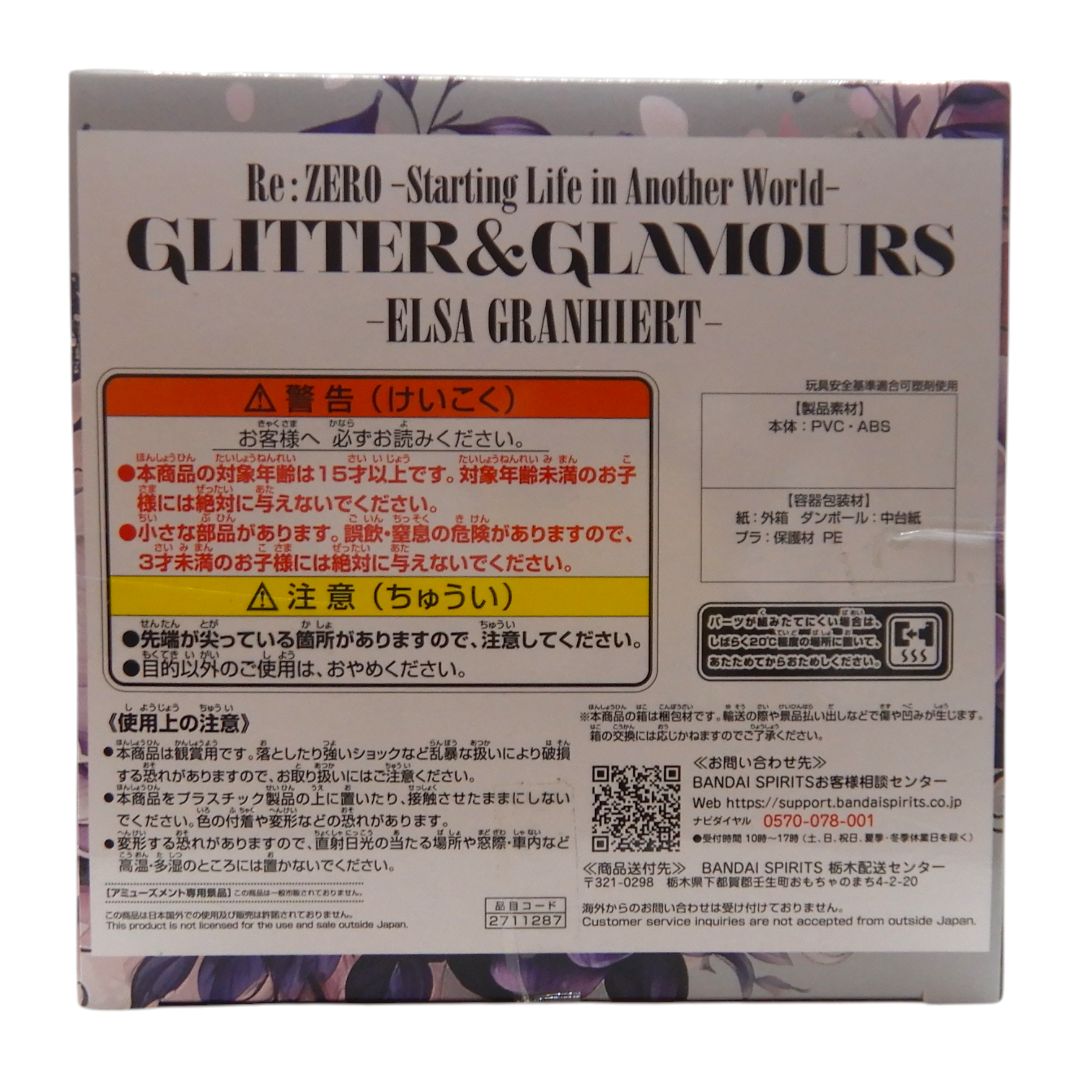 Re:ZERO -Starting Life in Another World-
GLITTER&GLAMOURS
-ELSA GRANHIERT-
⚠警告(けいこく)
お客様へ 必ずお読みください。
●本商品の対象年齢は15才以上です。対象年齢未満のお子
様には絶対に与えないでください。
●小さな部品があります。誤飲・窒息の危険がありますので、
3才未満のお子様には絶対に与えないでください。
⚠注意(ちゅうい)
●先端が尖っている箇所がありますので、注意してください。
●目的以外のご使用は、おやめください。
玩具安全基準適合可塑剤使用
【製品素材】
本体:PVC・ABS
【容器包装材】
紙:外箱 ダンボール:中台紙
プラ:保護材 PE
パーツが組みたてにくい場合は、
しばらく20℃程度の場所に置いて、
あたためてからおためしください。
《使用上の注意》
●本商品は観賞用です。落としたり強いショックなど乱暴な扱いにより破損
する恐れがありますので、お取り扱いにはご注意ください。
●本商品をプラスチック製品の上に置いたり、接触させたままにしない
でください。色の付着や変形などの恐れがあります。
●変形する恐れがありますので、直射日光の当たる場所や窓際・車内など
高温・多湿のところには置かないでください。
【アミューズメント専用景品】この商品は一般市販されておりません。
この商品は日本国外での使用及び販売は許諾されておりません。
This product is not licensed for the use and sale outside Japan.
品目コード
2711287
※本商品の箱は梱包材です。輸送の際や景品払い出しなどで傷や凹みが生じます。
箱の交換には応じかねますのでご了承ください。
≪お問い合わせ先≫
BANDAI SPIRITSお客様相談センター
Web https://support.bandaispirits.co.jp
ナビダイヤル 0570-078-001
●受付時間 10時〜17時(土、日、祝日、夏季・冬季休業日を除く)
≪商品送付先≫ BANDAI SPIRITS 栃木配送センター
〒321-0298 栃木県下都賀郡壬生町おもちゃのまち4-2-20
海外からのお問い合わせは受け付けておりません。
Customer service inquiries are not accepted from outside Japan.